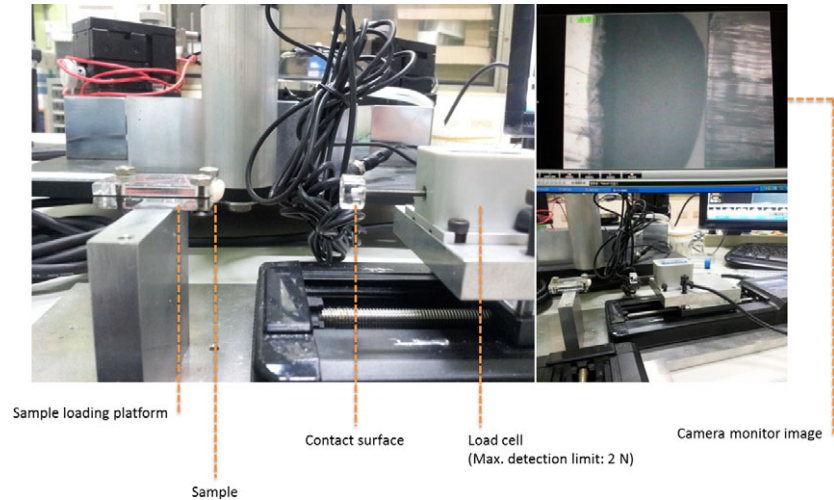 Sample loading platform
Sample
Contact surface
Load cell
(Max. detection limit: 2 N)
Camera monitor image